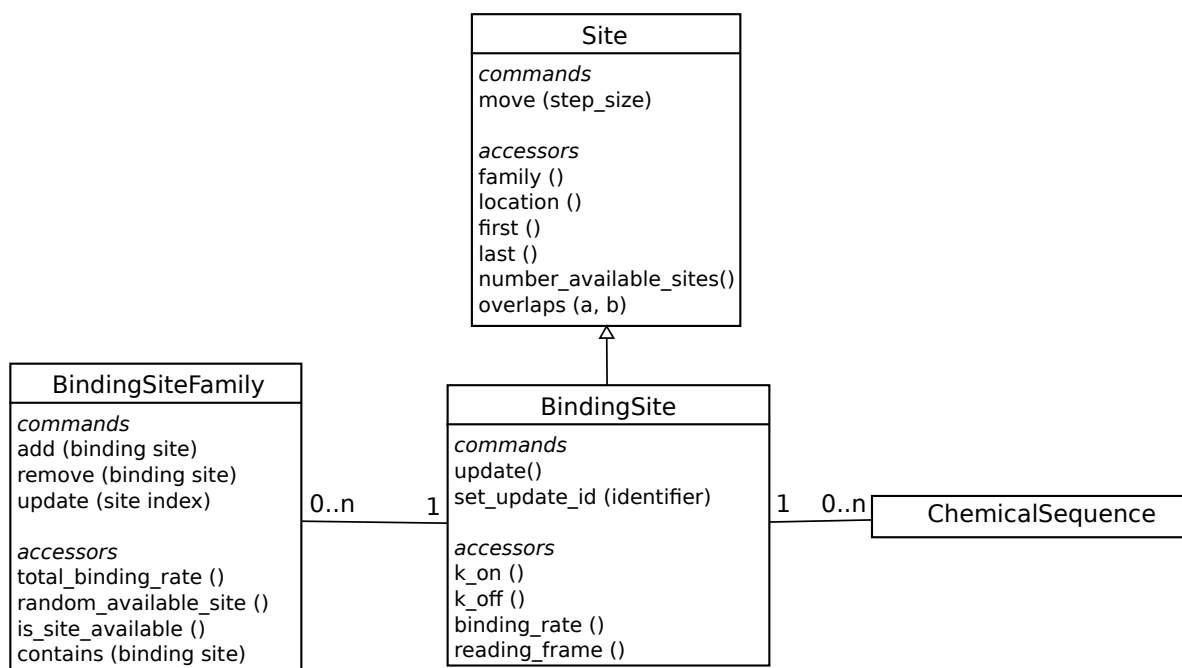 Site
commands
move (step_size)
accessors
family ()
location ()
first ()
last ()
number_available_sites()
overlaps (a, b)
BindingSiteFamily
commands
add (binding site)
remove (binding site)
update (site index)
accessors
total_binding_rate ()
random_available_site ()
is_site_available ()
contains (binding site)
0..n
1
BindingSite
commands
update()
set_update_id (identifier)
accessors
k_on ()
k_off ()
binding_rate ()
reading_frame ()
1
0..n
ChemicalSequence